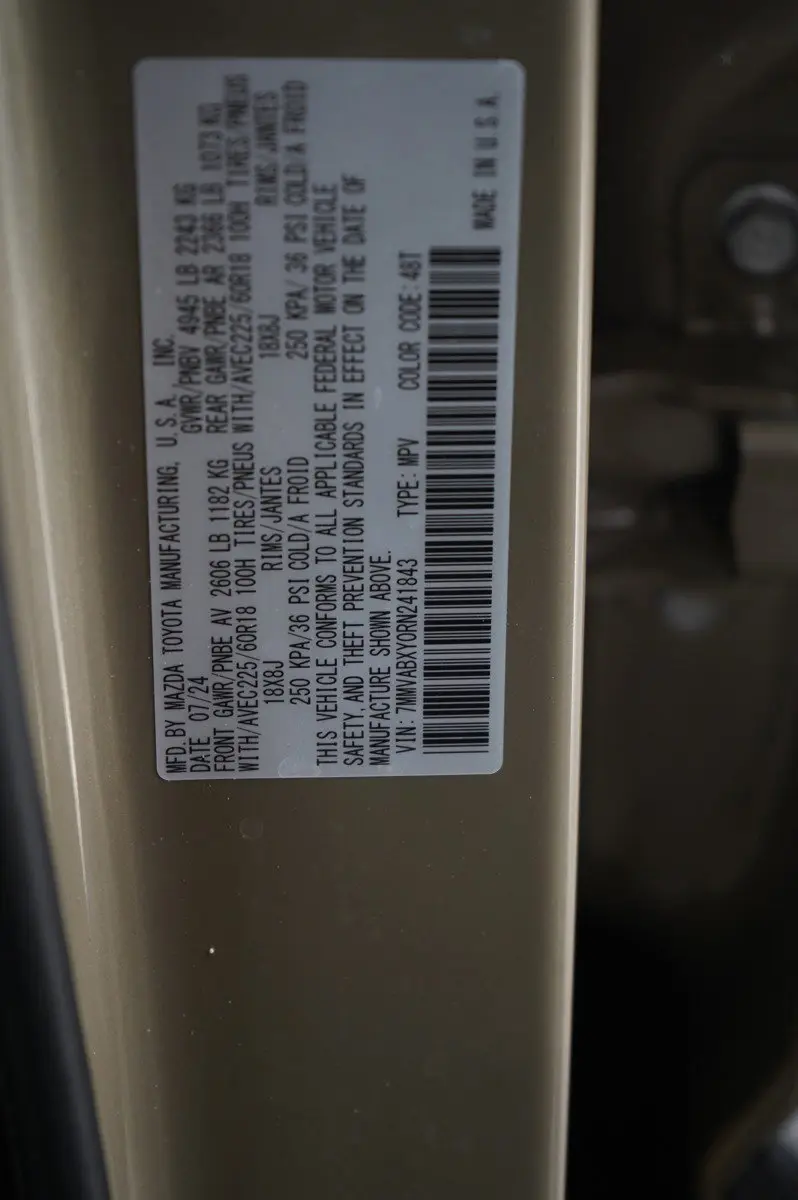 MFD. BY MAZDA TOYOTA MANUFACTURING, U.S.A. INC.
DATE 07/24 GVWR/PNBV 4945 LB 2243 KG
FRONT GAWR/PNBE AV 2606 LB 1182 KG REAR GAWR/PNBE AR 2366 LB 1073 KG
WITH/AVEC225/60R18 100H TIRES/PNEUS WITH/AVEC225/60R18 100H TIRES/PNEUS
18X8J RIMS/JANTES 18X8J RIMS/JANTES
250 KPA/36 PSI COLD/A FROID 250 KPA/ 36 PSI COLD/A FROID
THIS VEHICLE CONFORMS TO ALL APPLICABLE FEDERAL MOTOR VEHICLE
SAFETY AND THEFT PREVENTION STANDARDS IN EFFECT ON THE DATE OF
MANUFACTURE SHOWN ABOVE.
VIN: 7MMVABXY0RN241843 TYPE: MPV COLOR CODE: 48T
MADE IN U.S.A.